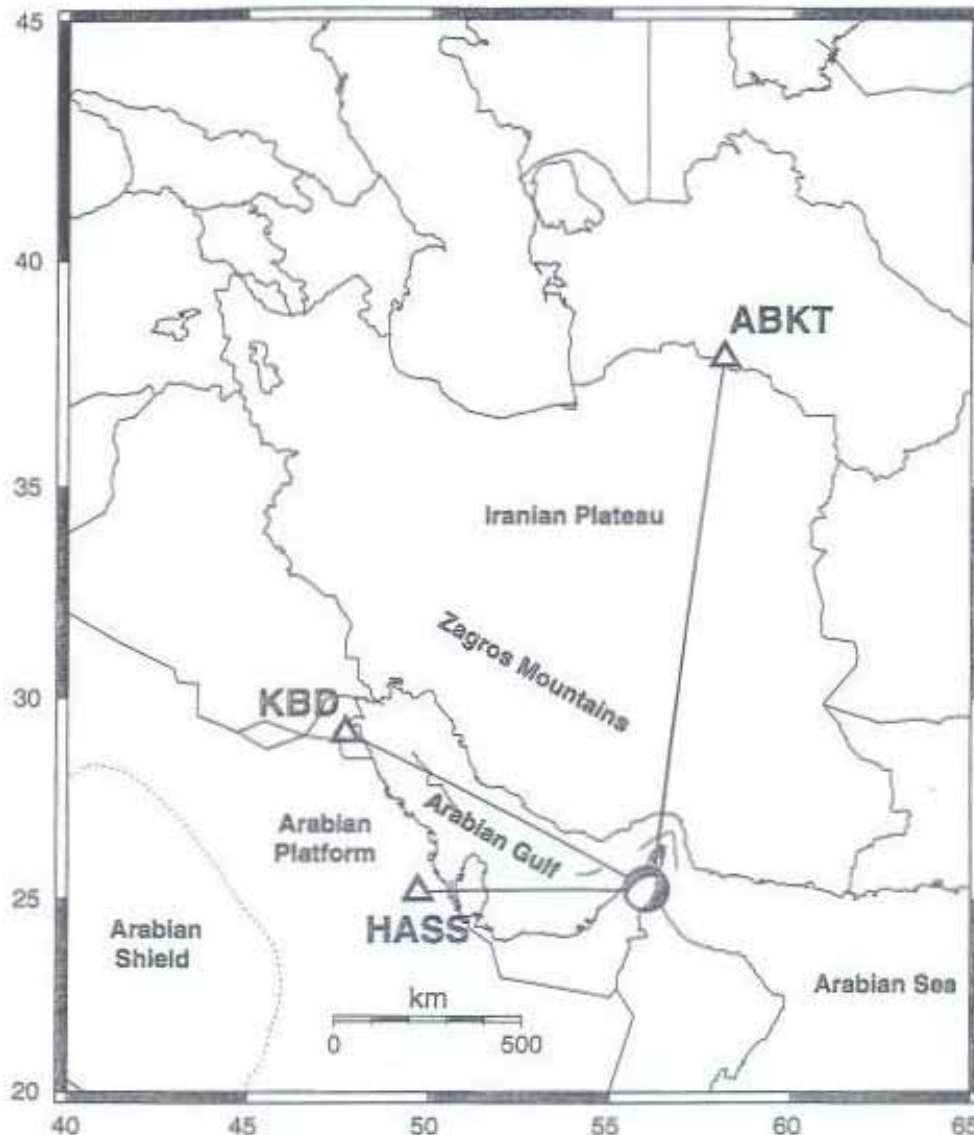 45
40
35
30
25
20
40
45
50
55
60
65
ABKT
Iranian Plateau
Zagros Mountains
KBD
Arabian Gulf
Arabian
Platform
HASS
Arabian
Shield
Arabian Sea
km
0
500